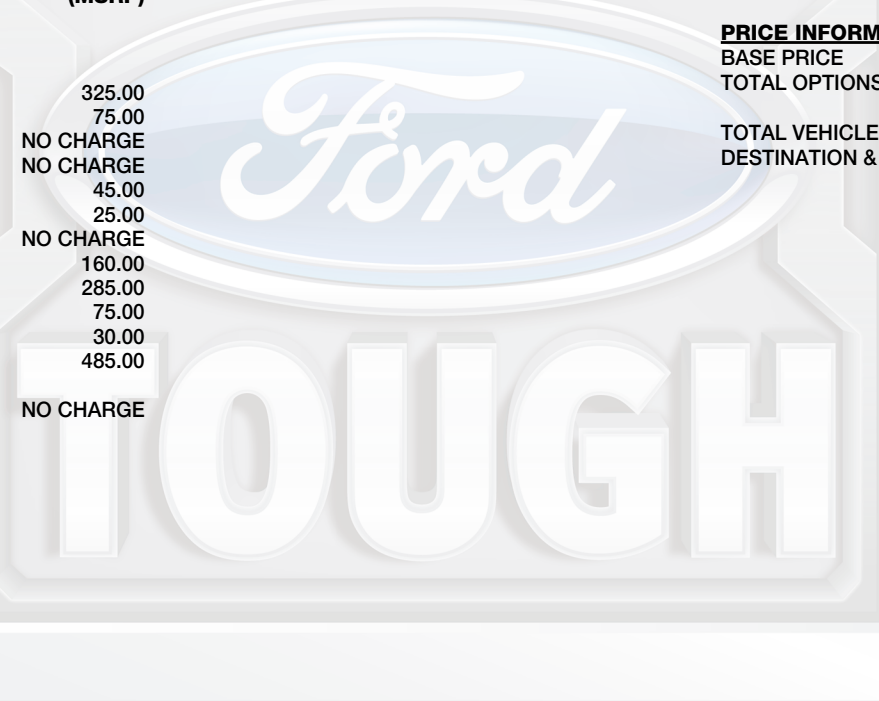 (MSRP)
325.00
75.00
NO CHARGE
NO CHARGE
45.00
25.00
NO CHARGE
160.00
285.00
75.00
30.00
485.00
NO CHARGE
PRICE INFORM
BASE PRICE
TOTAL OPTIONS
TOTAL VEHICLE
DESTINATION &
Ford
TOUGH